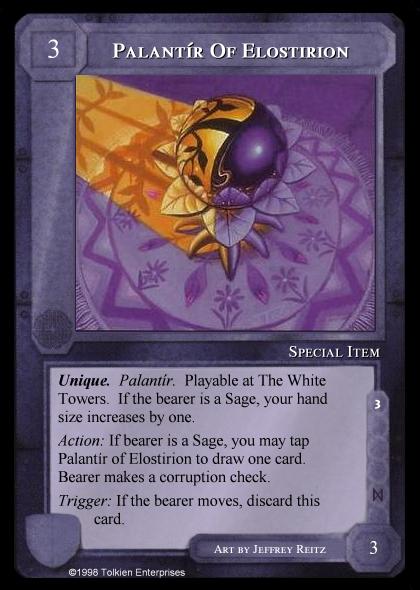 3
PALANTÍR OF ELOSTIRION
SPECIAL ITEM
Unique. Palantír. Playable at The White
Towers. If the bearer is a Sage, your hand
size increases by one.
3
Action: If bearer is a Sage, you may tap
Palantír of Elostirion to draw one card.
Bearer makes a corruption check.
Trigger: If the bearer moves, discard this
card.
ART BY JEFFREY REITZ
3
©1998 Tolkien Enterprises